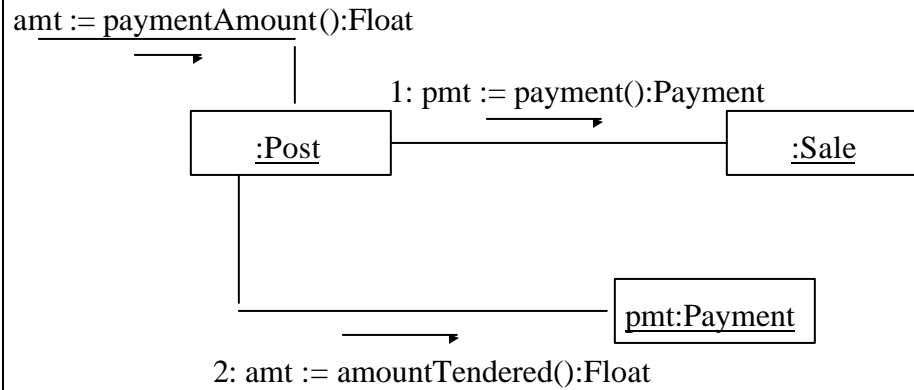 amt := paymentAmount():Float
1: pmt := payment():Payment
:Post
:Sale
pmt:Payment
2: amt := amountTendered():Float